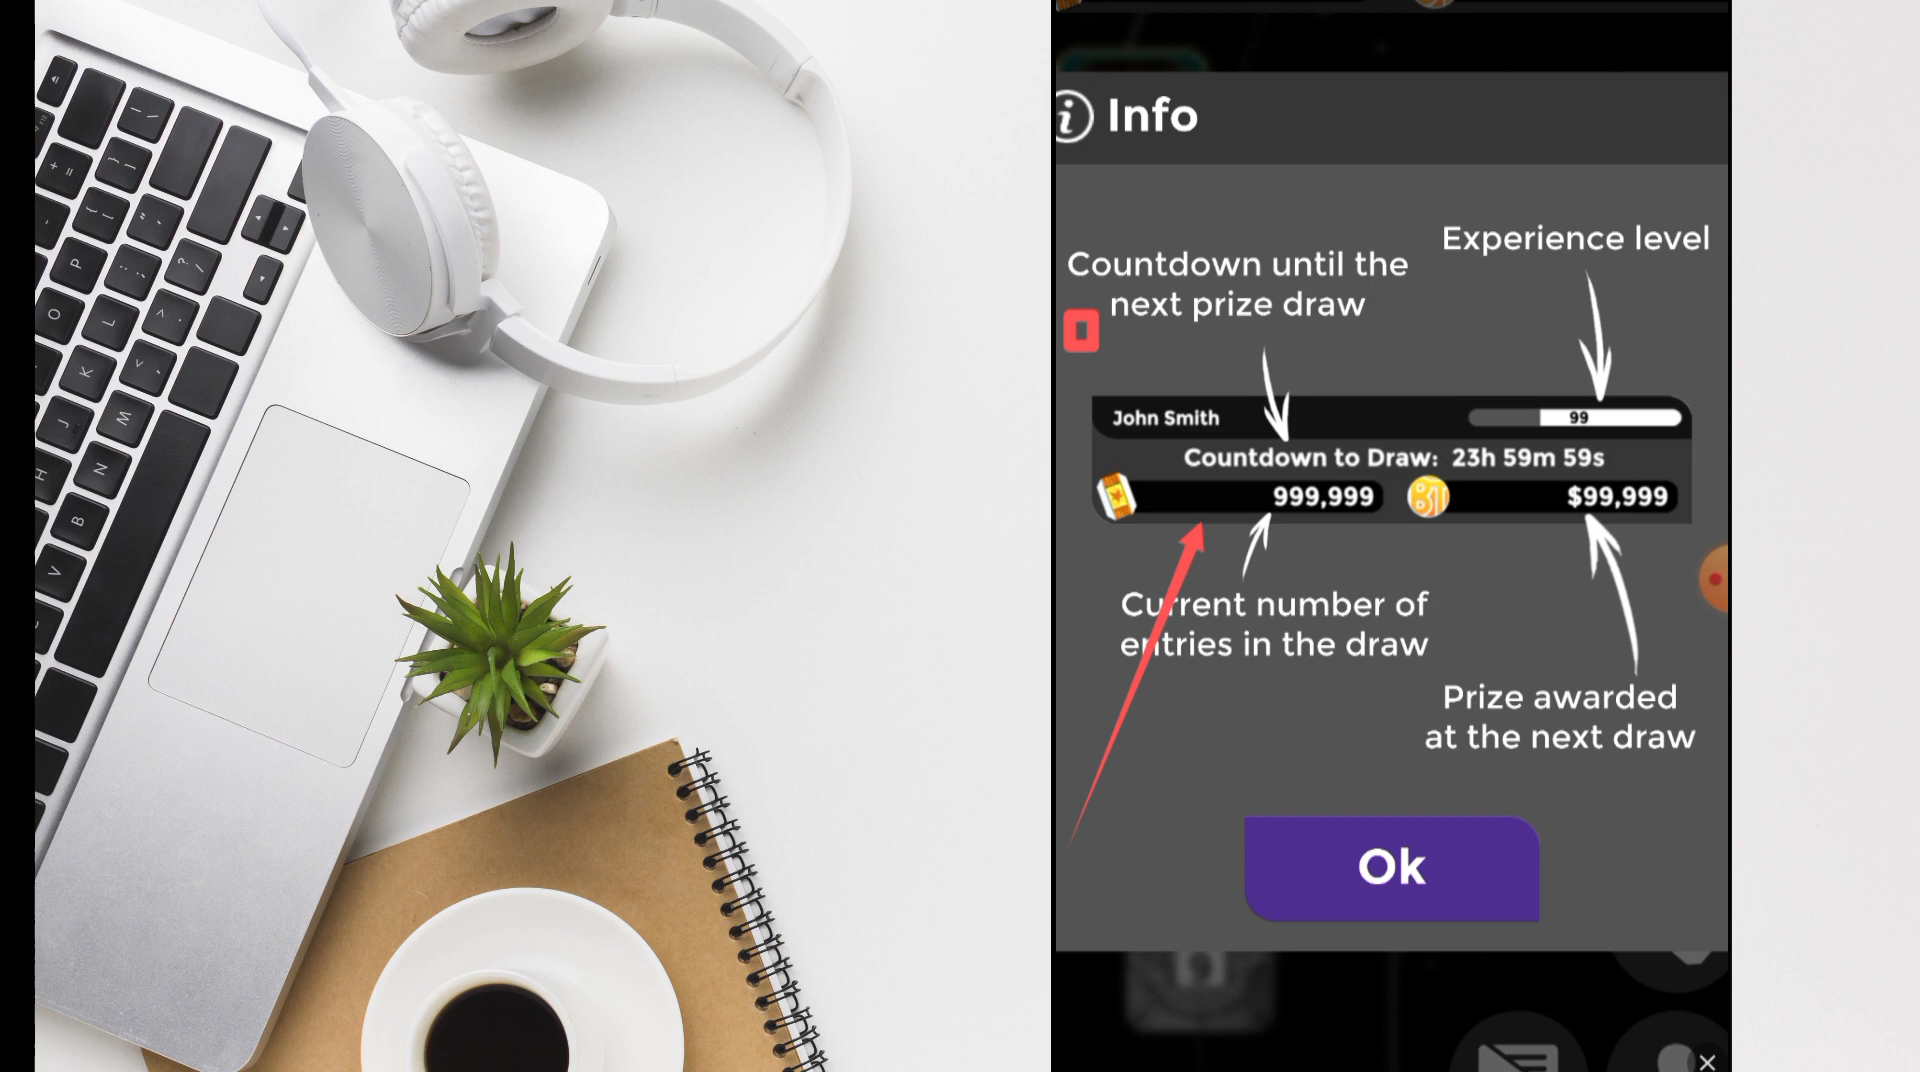 Info
Experience level
Countdown until the
next prize draw
John Smith
99
Countdown to Draw: 23h 59m 59s
999,999
$99,999
Current number of
entries in the draw
Prize awarded
at the next draw
Ok